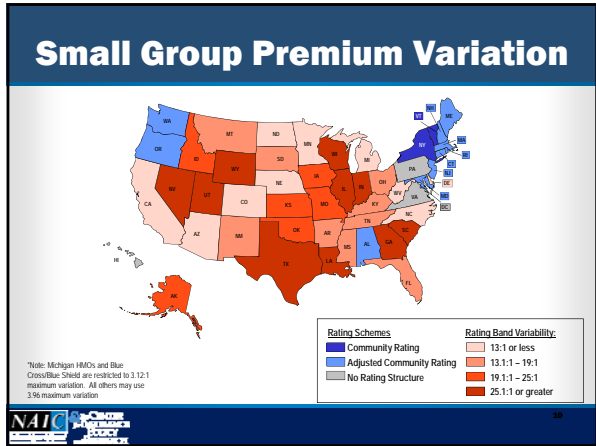 Small Group Premium Variation
WA
OR
CA
NV
ID
MT
WY
UT
AZ
CO
NM
ND
SD
NE
KS
OK
TX
MN
IA
MO
AR
LA
WI
IL
MS
MI
IN
KY
TN
AL
OH
WV
VA
NC
SC
GA
FL
PA
NY
VT
NH
ME
MA
RI
CT
NJ
DE
MD
DC
HI
AK
Rating Schemes
Community Rating
Adjusted Community Rating
No Rating Structure
Rating Band Variability:
13:1 or less
13.1:1 – 19:1
19.1:1 – 25:1
25.1:1 or greater
*Note: Michigan HMOs and Blue
Cross/Blue Shield are restricted to 3.12:1
maximum variation. All others may use
3.96 maximum variation
NAIC
10